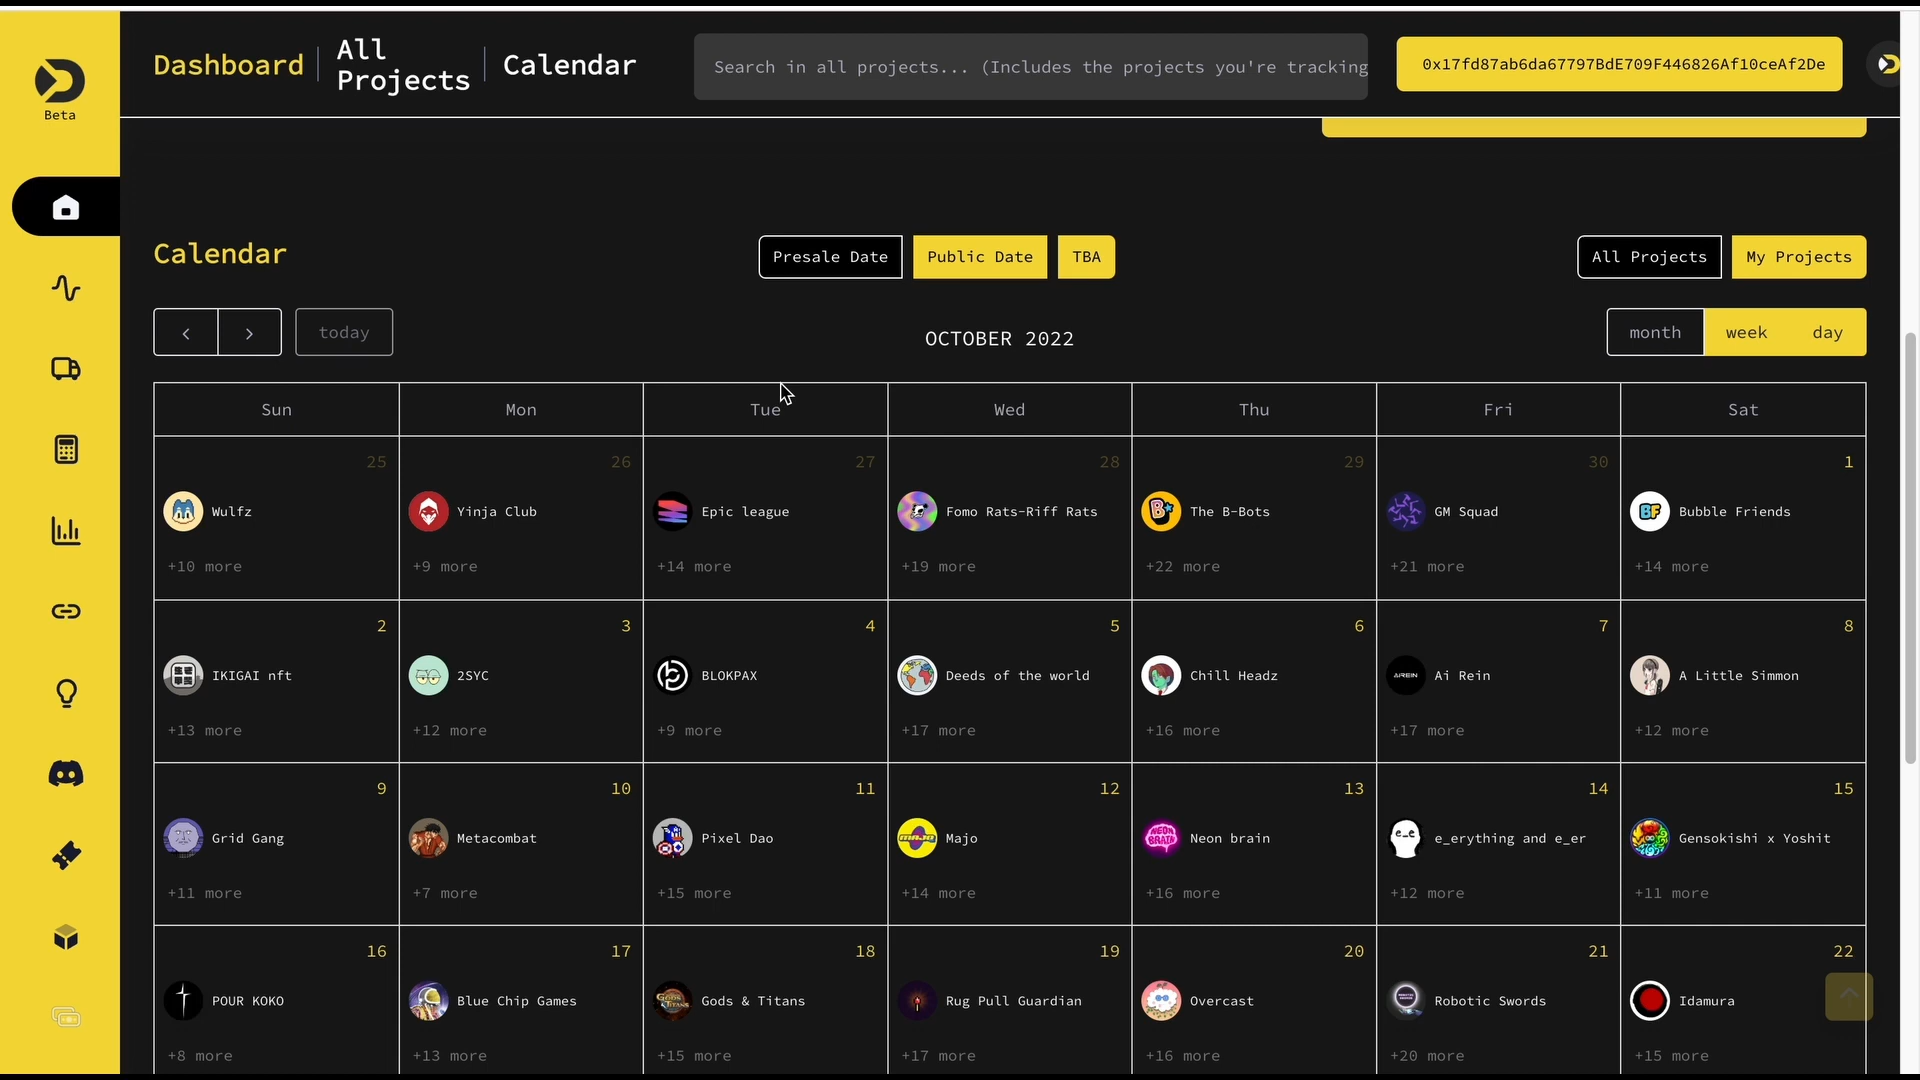 Beta
Dashboard
All Projects
Calendar
Search in all projects... (Includes the projects you're tracking
0x17fd87ab6da67797BdE709F446826Af10ceAf2De
Calendar
Presale Date
Public Date
TBA
All Projects
My Projects
today
OCTOBER 2022
month
week
day
Sun
Mon
Tue
Wed
Thu
Fri
Sat
25
Wulfz
+10 more
26
Yinja Club
+9 more
27
Epic league
+14 more
28
Fomo Rats-Riff Rats
+19 more
29
The B-Bots
+22 more
30
GM Squad
+21 more
1
Bubble Friends
+14 more
2
IKIGAI nft
+13 more
3
2SYC
+12 more
4
BLOKPAX
+9 more
5
Deeds of the world
+17 more
6
Chill Headz
+16 more
7
AIREIN
Ai Rein
+17 more
8
A Little Simmon
+12 more
9
Grid Gang
+11 more
10
Metacombat
+7 more
11
Pixel Dao
+15 more
12
Majo
+14 more
13
NEON BRAIN
Neon brain
+16 more
14
e_erything and e_er
+12 more
15
Gensokishi x Yoshit
+11 more
16
POUR KOKO
+8 more
17
Blue Chip Games
+13 more
18
Gods & Titans
+15 more
19
Rug Pull Guardian
+17 more
20
Overcast
+16 more
21
Robotic Swords
+20 more
22
Idamura
+15 more